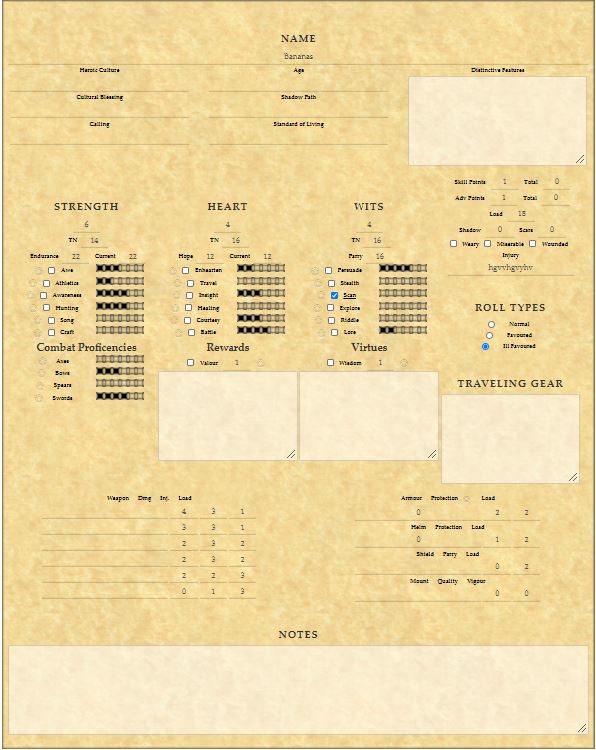 NAME
Bananas
Heroic Culture Age Distinctive Features
Cultural Blessing Shadow Path
Calling Standard of Living
Skill Points 1 Total 0
Adv Points 1 Total 0
Load 18
Shadow 0 Scars 0
Weary Miserable Wounded
Injury
hgvvhgvyhv
STRENGTH HEART WITS
6 4 4
TN 14 TN 16 TN 16
Endurance 22 Current 22 Hope 12 Current 12 Parry 16
Awe Enhearten Persuade
Athletics Travel Stealth
Awareness Insight Scan
Hunting Healing Explore
Song Courtesy Riddle
Craft Battle Lore
ROLL TYPES
Normal
Favoured
Ill Favoured
Combat Proficencies Rewards Virtues
Axes Valour 1 Wisdom 1
Bows
Spears
Swords
TRAVELING GEAR
Weapon Dmg Inj. Load
4 3 1
3 3 1
2 3 2
2 3 2
2 2 3
0 1 3
Armour Protection Load
0 2 2
Helm Protection Load
0 1 2
Shield Parry Load
0 2
Mount Quality Vigour
0 0
NOTES